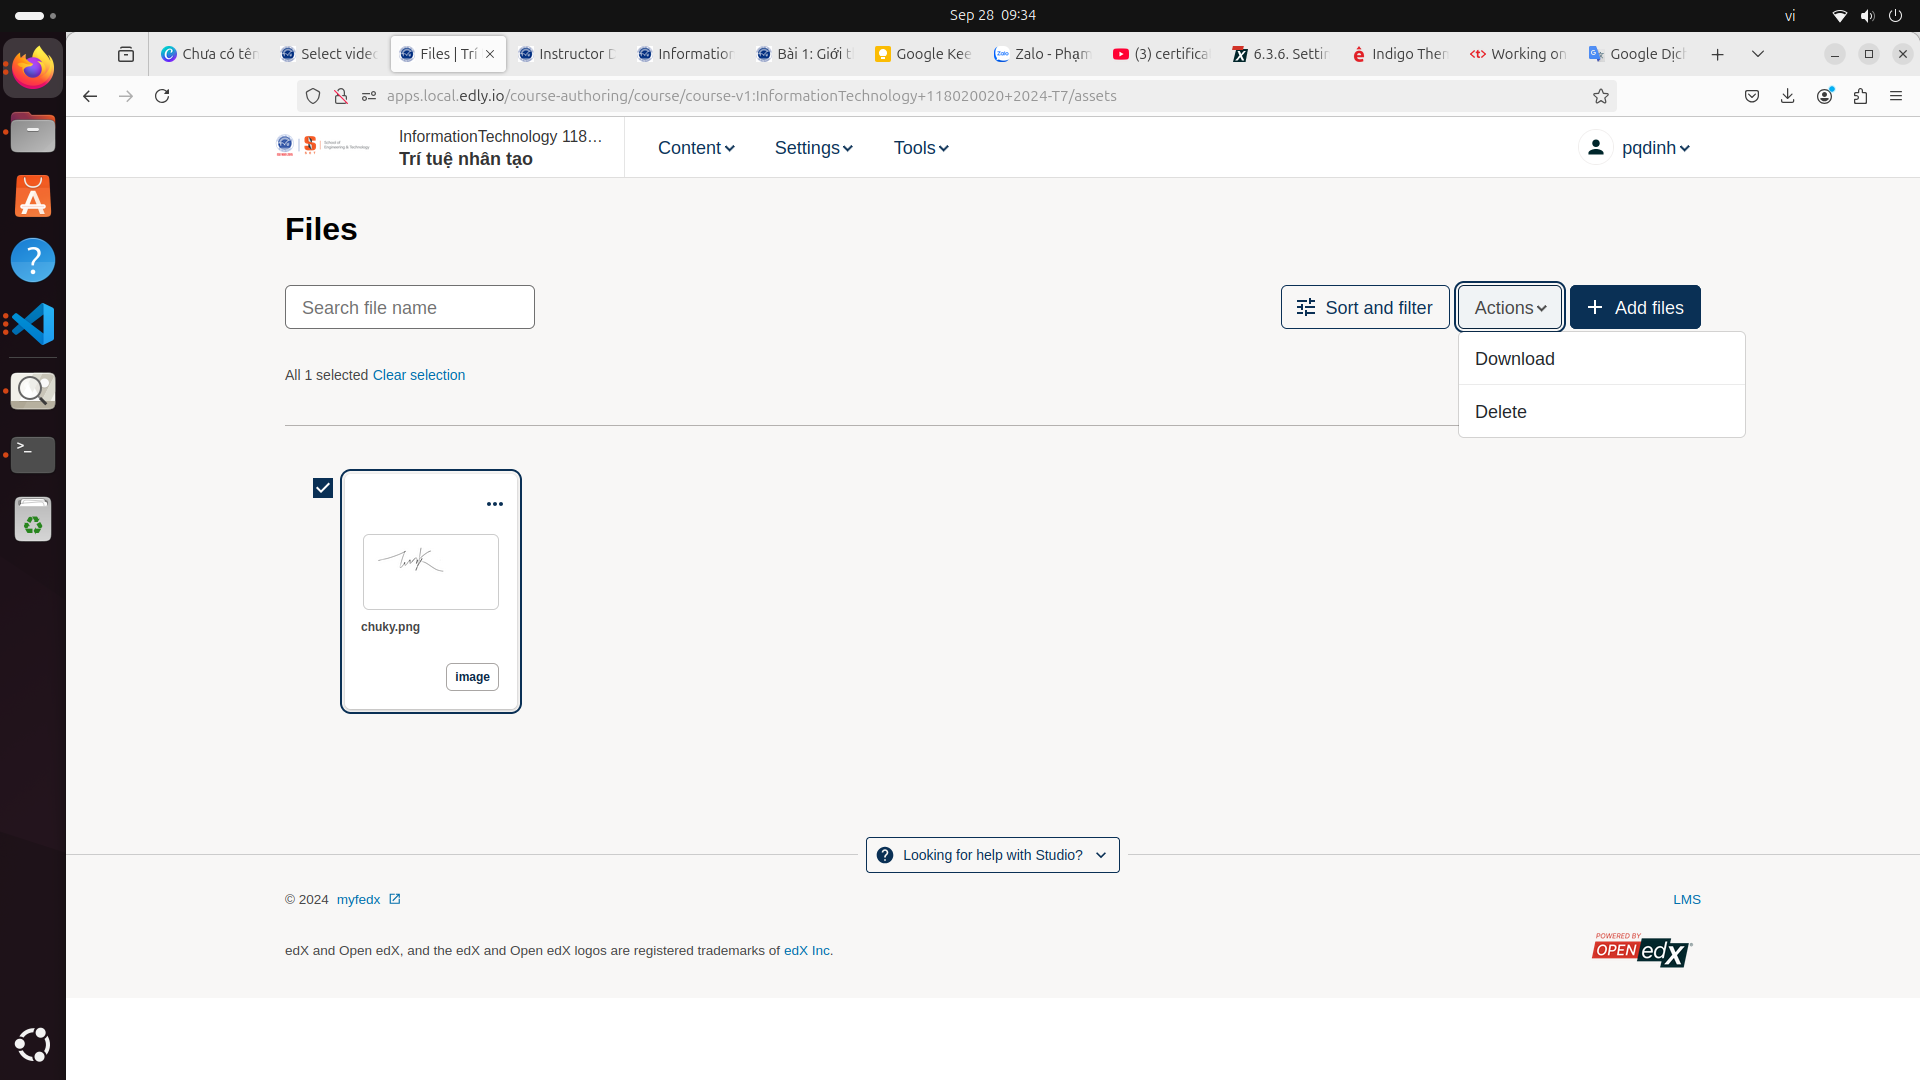 Sep 28 09:34
vi
Chưa có tên
Select video
Files | Trí
Instructor D
Information
Bài 1: Giới t
Google Kee
Zalo - Phạm
(3) certifica
6.3.6. Settin
Indigo Them
Working on
Google Dịch
apps.local.edly.io/course-authoring/course/course-v1:InformationTechnology+118020020+2024-T7/assets
InformationTechnology 118...
Trí tuệ nhân tạo
Content
Settings
Tools
pqdinh
Files
Search file name
Sort and filter
Actions
Add files
Download
Delete
All 1 selected Clear selection
chuky.png
image
Looking for help with Studio?
© 2024 myfedx
LMS
edX and Open edX, and the edX and Open edX logos are registered trademarks of edX Inc.
POWERED BY
OPEN edX